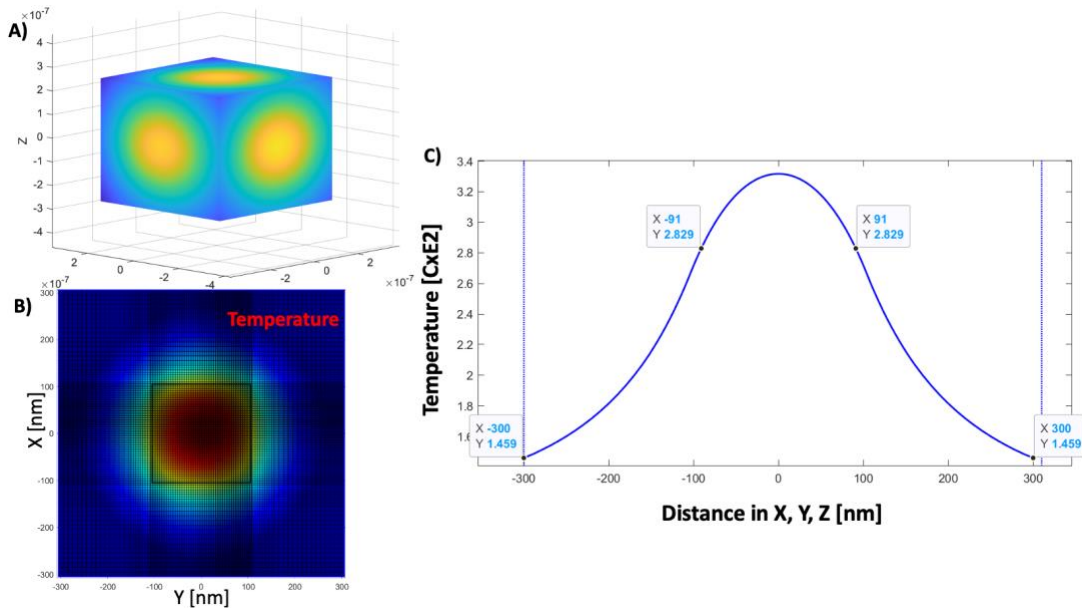 A)
×10⁻⁷
4
3
2
1
0
-1
-2
-3
-4
Z
2
0
-2
-4
-2
0
2
×10⁻⁷
×10⁻⁷
B)
Temperature
300
200
100
0
-100
-200
-300
X [nm]
-300
-200
-100
0
100
200
300
Y [nm]
C)
3.4
3.2
3
2.8
2.6
2.4
2.2
2
1.8
1.6
Temperature [CxE2]
X -91
Y 2.829
X 91
Y 2.829
X -300
Y 1.459
X 300
Y 1.459
-300
-200
-100
0
100
200
300
Distance in X, Y, Z [nm]